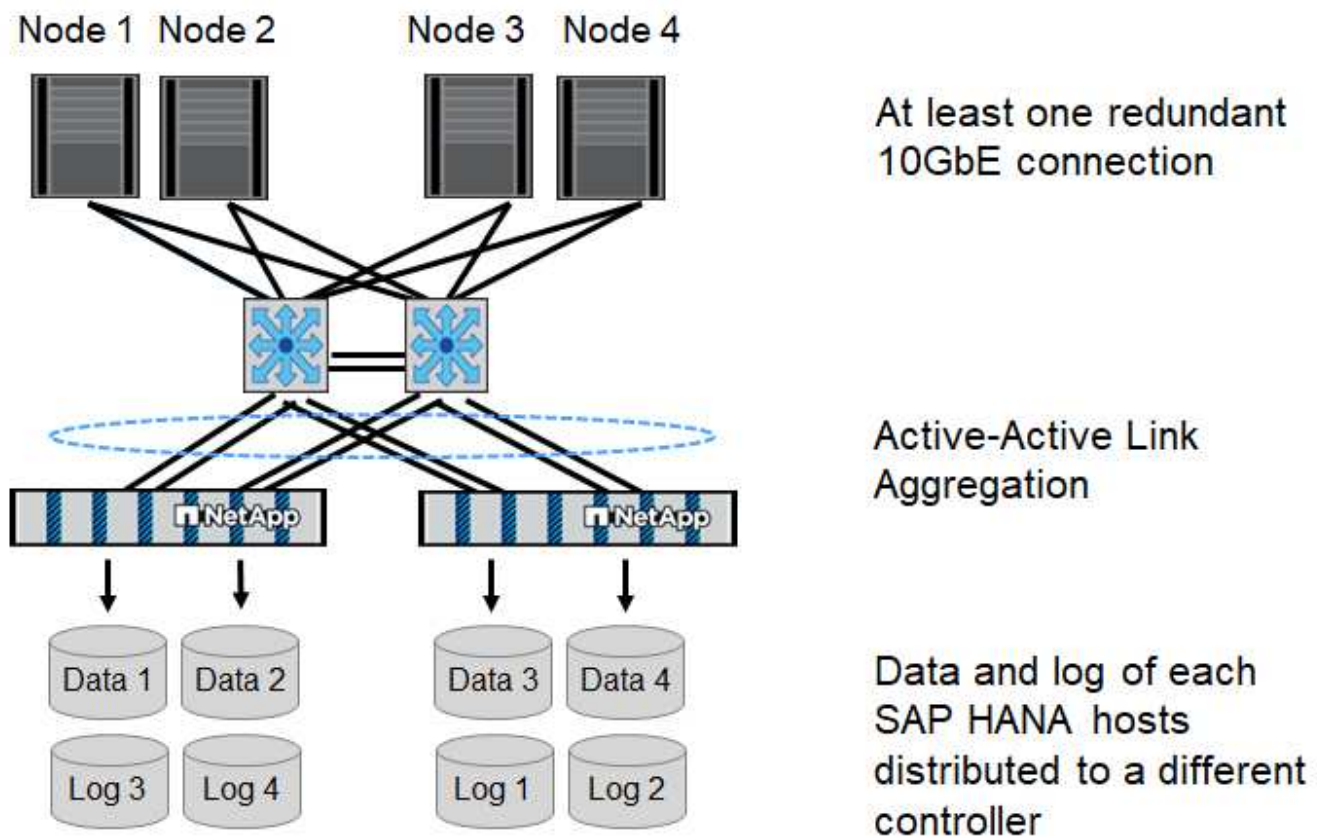 Node 1 Node 2 Node 3 Node 4
At least one redundant
10GbE connection
Active-Active Link
Aggregation
NetApp NetApp
Data 1 Data 2 Data 3 Data 4
Log 3 Log 4 Log 1 Log 2
Data and log of each
SAP HANA hosts
distributed to a different
controller